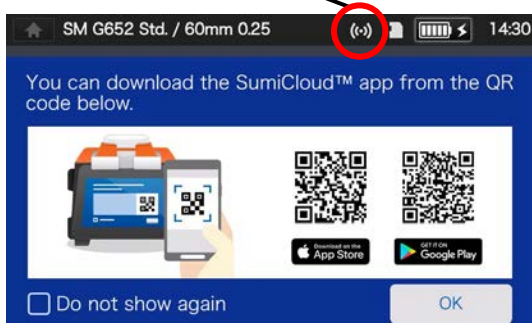 SM G652 Std. / 60mm 0.25
14:30
You can download the SumiCloud™ app from the QR
code below.
Download on the
App Store
GET IT ON
Google Play
Do not show again
OK